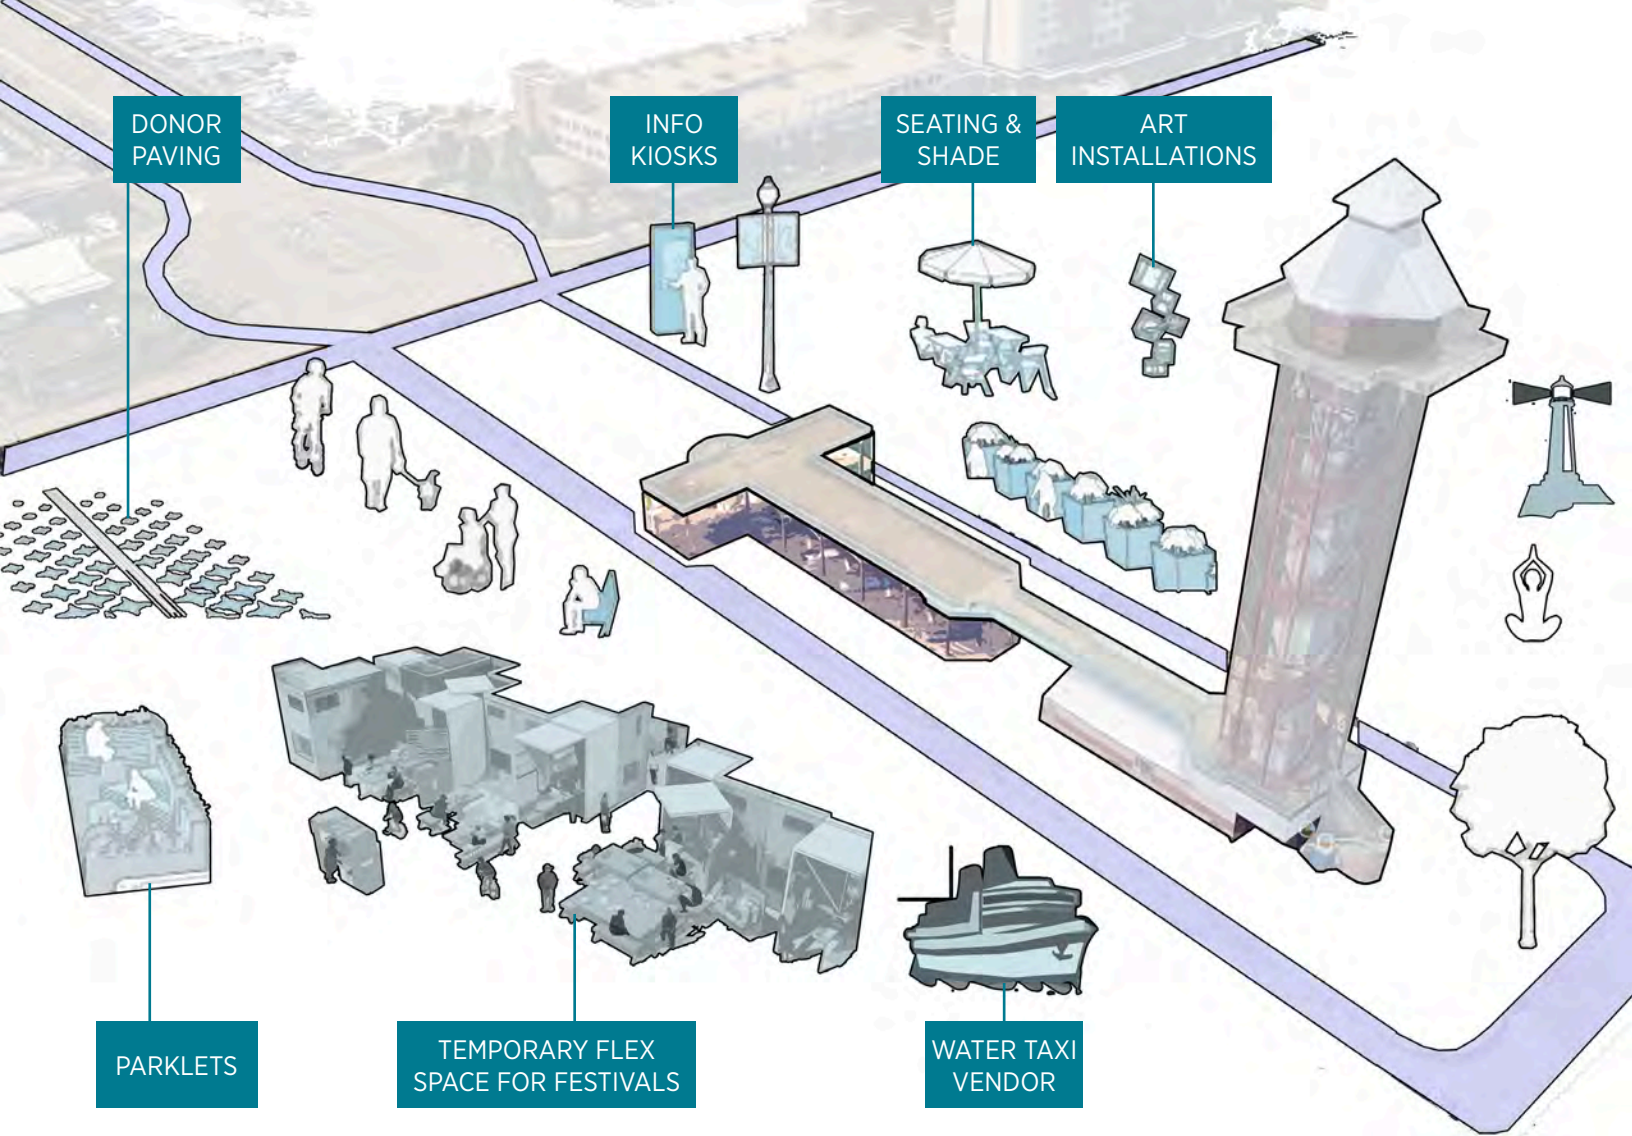 DONOR
PAVING
INFO
KIOSKS
SEATING &
SHADE
ART
INSTALLATIONS
PARKLETS
TEMPORARY FLEX
SPACE FOR FESTIVALS
WATER TAXI
VENDOR